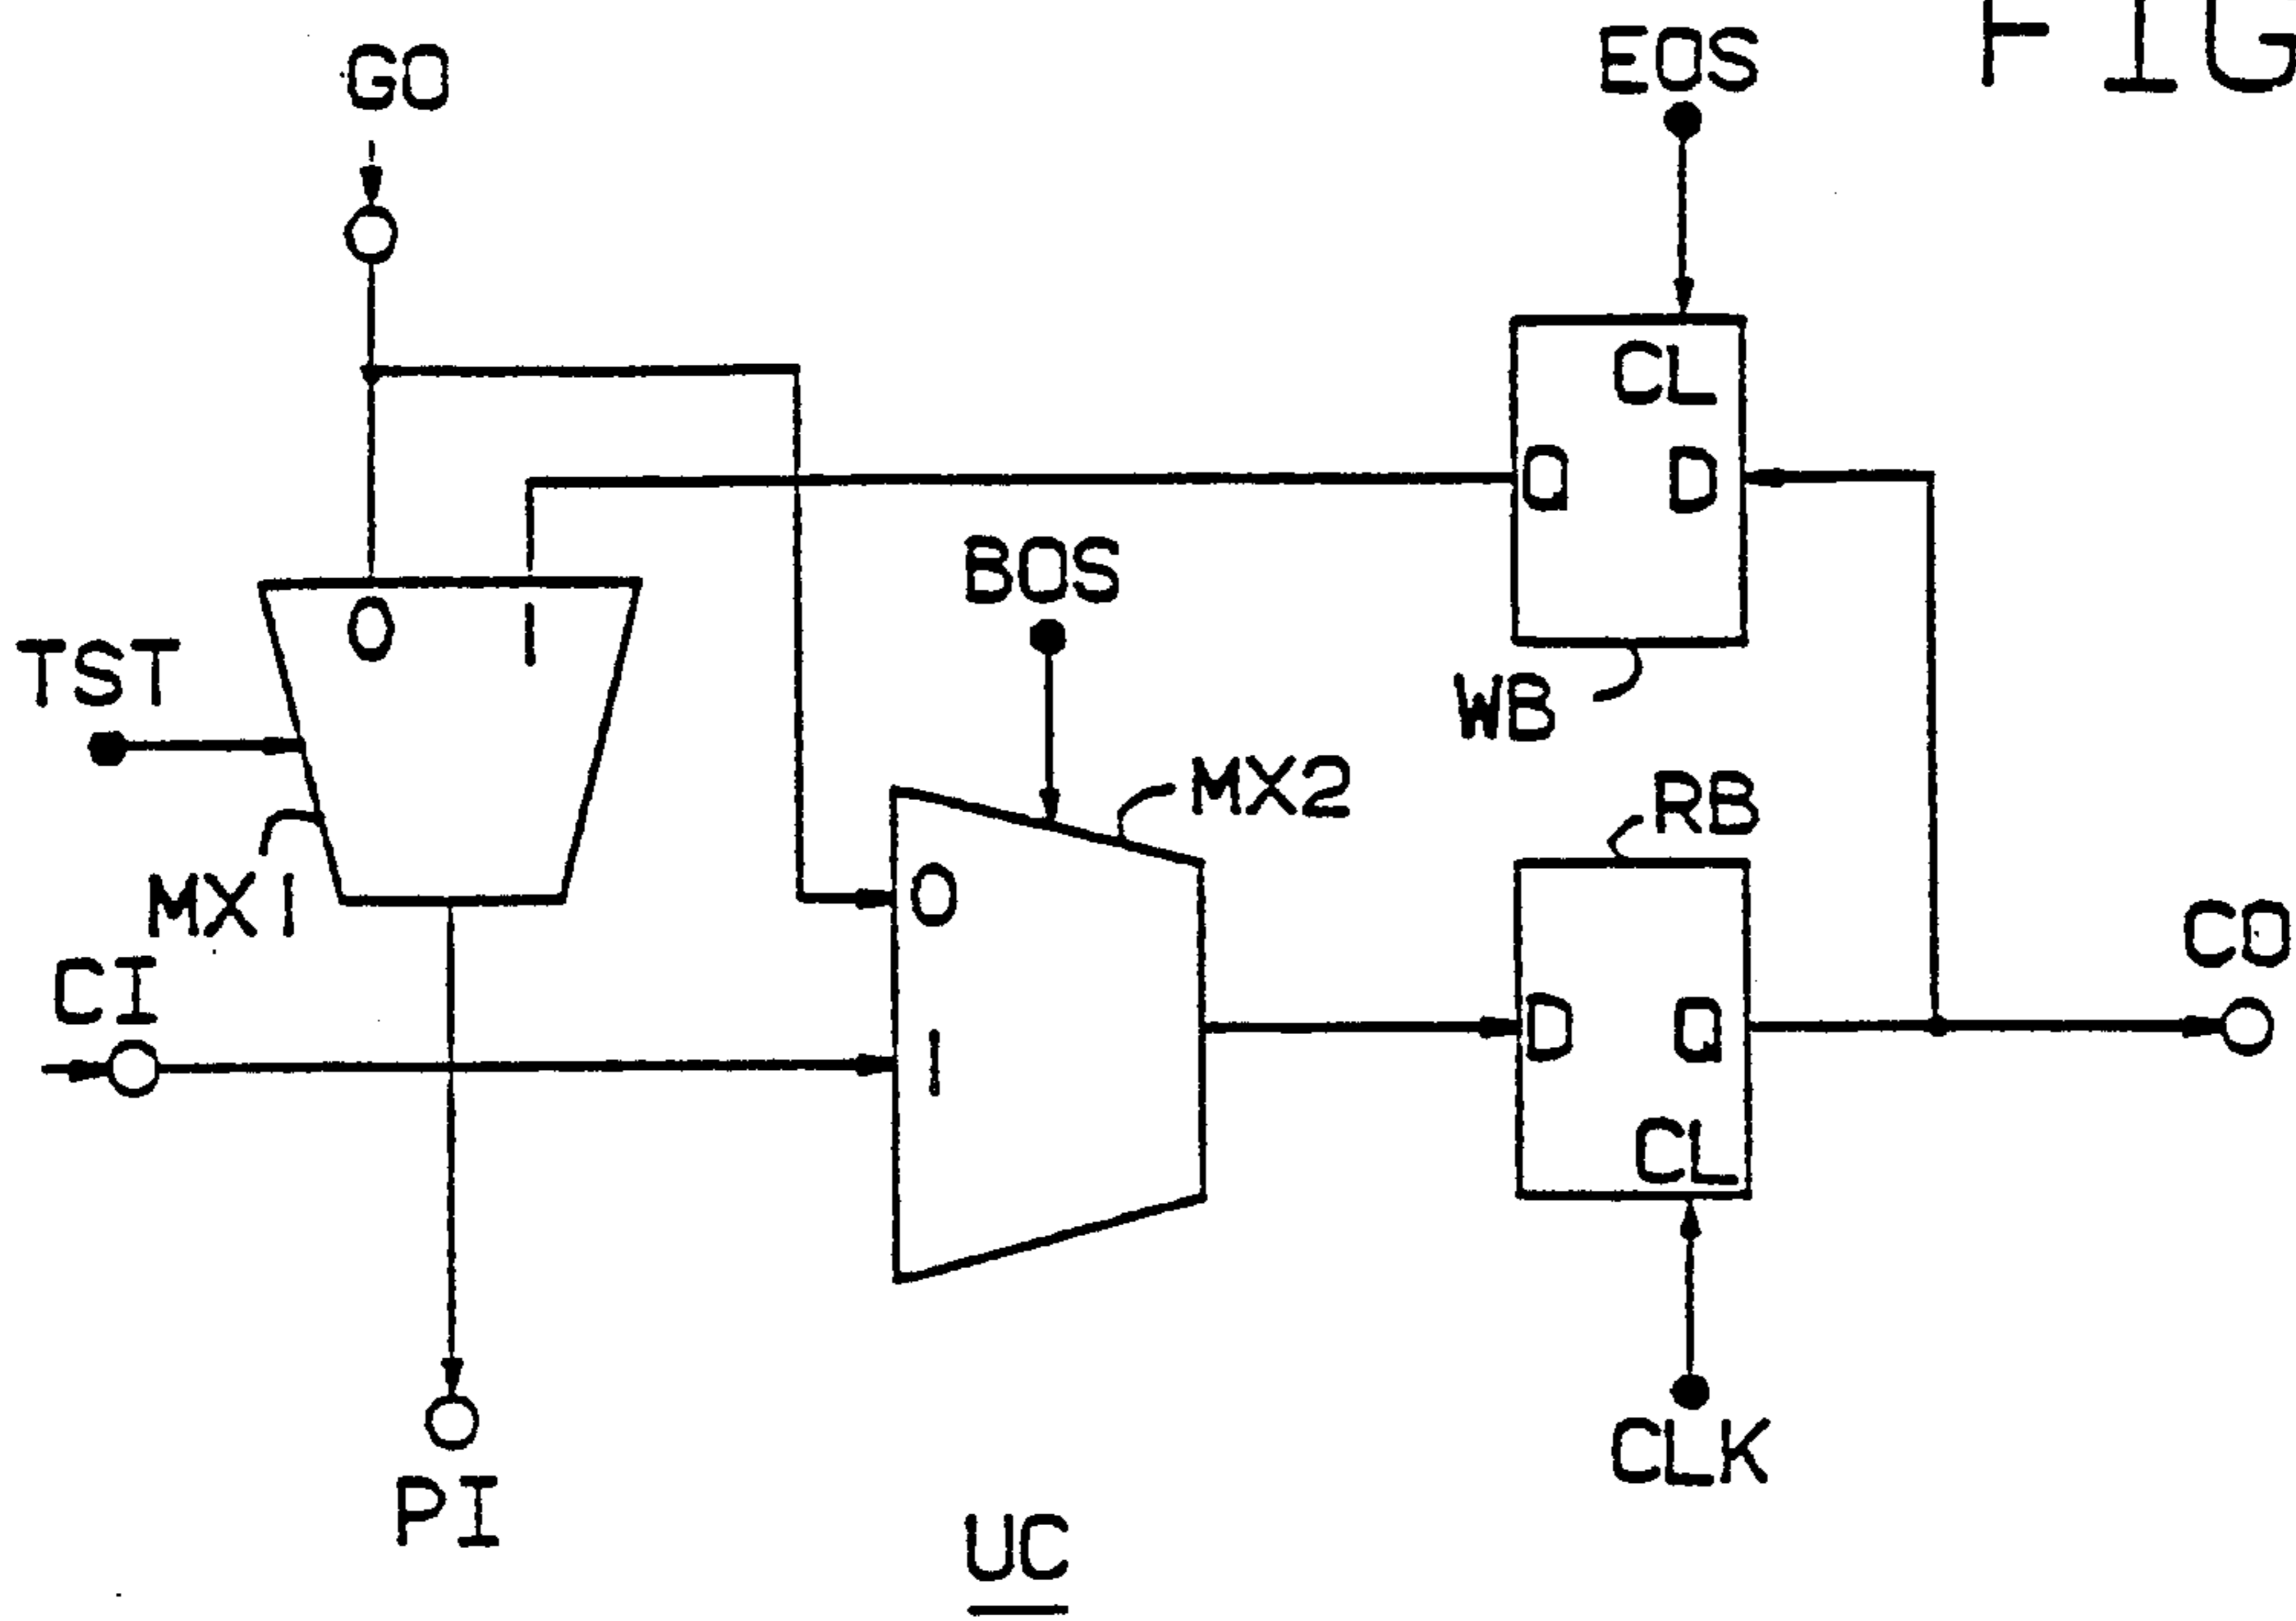 FIG
GO
EOS
CL
Q D
BOS
0 1
TST
WB
MX2
RB
MX1
0
CO
CI
D Q
1
CL
CLK
PI
UC